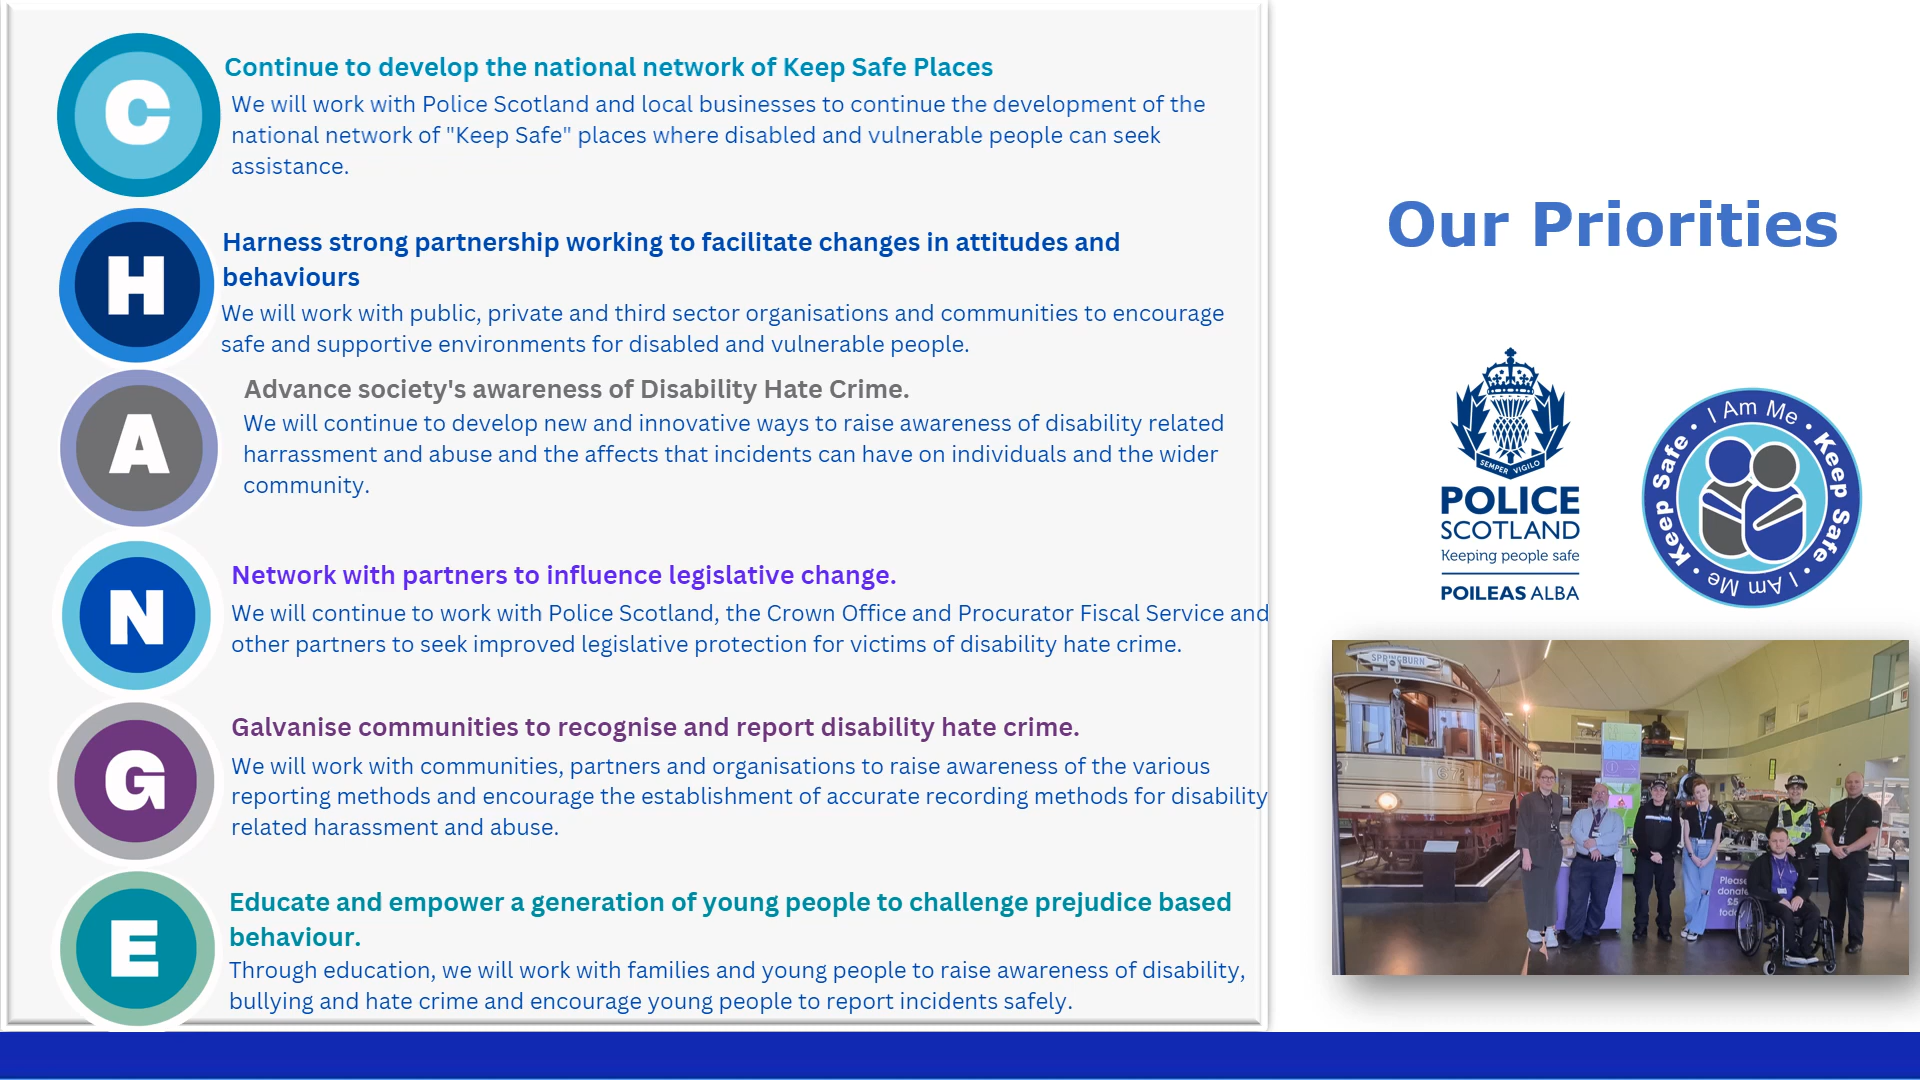 C
Continue to develop the national network of Keep Safe Places
We will work with Police Scotland and local businesses to continue the development of the
national network of "Keep Safe" places where disabled and vulnerable people can seek
assistance.
H
Harness strong partnership working to facilitate changes in attitudes and
behaviours
We will work with public, private and third sector organisations and communities to encourage
safe and supportive environments for disabled and vulnerable people.
A
Advance society's awareness of Disability Hate Crime.
We will continue to develop new and innovative ways to raise awareness of disability related
harrassment and abuse and the affects that incidents can have on individuals and the wider
community.
N
Network with partners to influence legislative change.
We will continue to work with Police Scotland, the Crown Office and Procurator Fiscal Service and
other partners to seek improved legislative protection for victims of disability hate crime.
G
Galvanise communities to recognise and report disability hate crime.
We will work with communities, partners and organisations to raise awareness of the various
reporting methods and encourage the establishment of accurate recording methods for disability
related harassment and abuse.
E
Educate and empower a generation of young people to challenge prejudice based
behaviour.
Through education, we will work with families and young people to raise awareness of disability,
bullying and hate crime and encourage young people to report incidents safely.
Our Priorities
SEMPER VIGILO
POLICE
SCOTLAND
Keeping people safe
POILEAS ALBA
I Am Me • Keep Safe • I Am Me • Keep Safe •
SPRINGBURN
Please
donate
£5
today